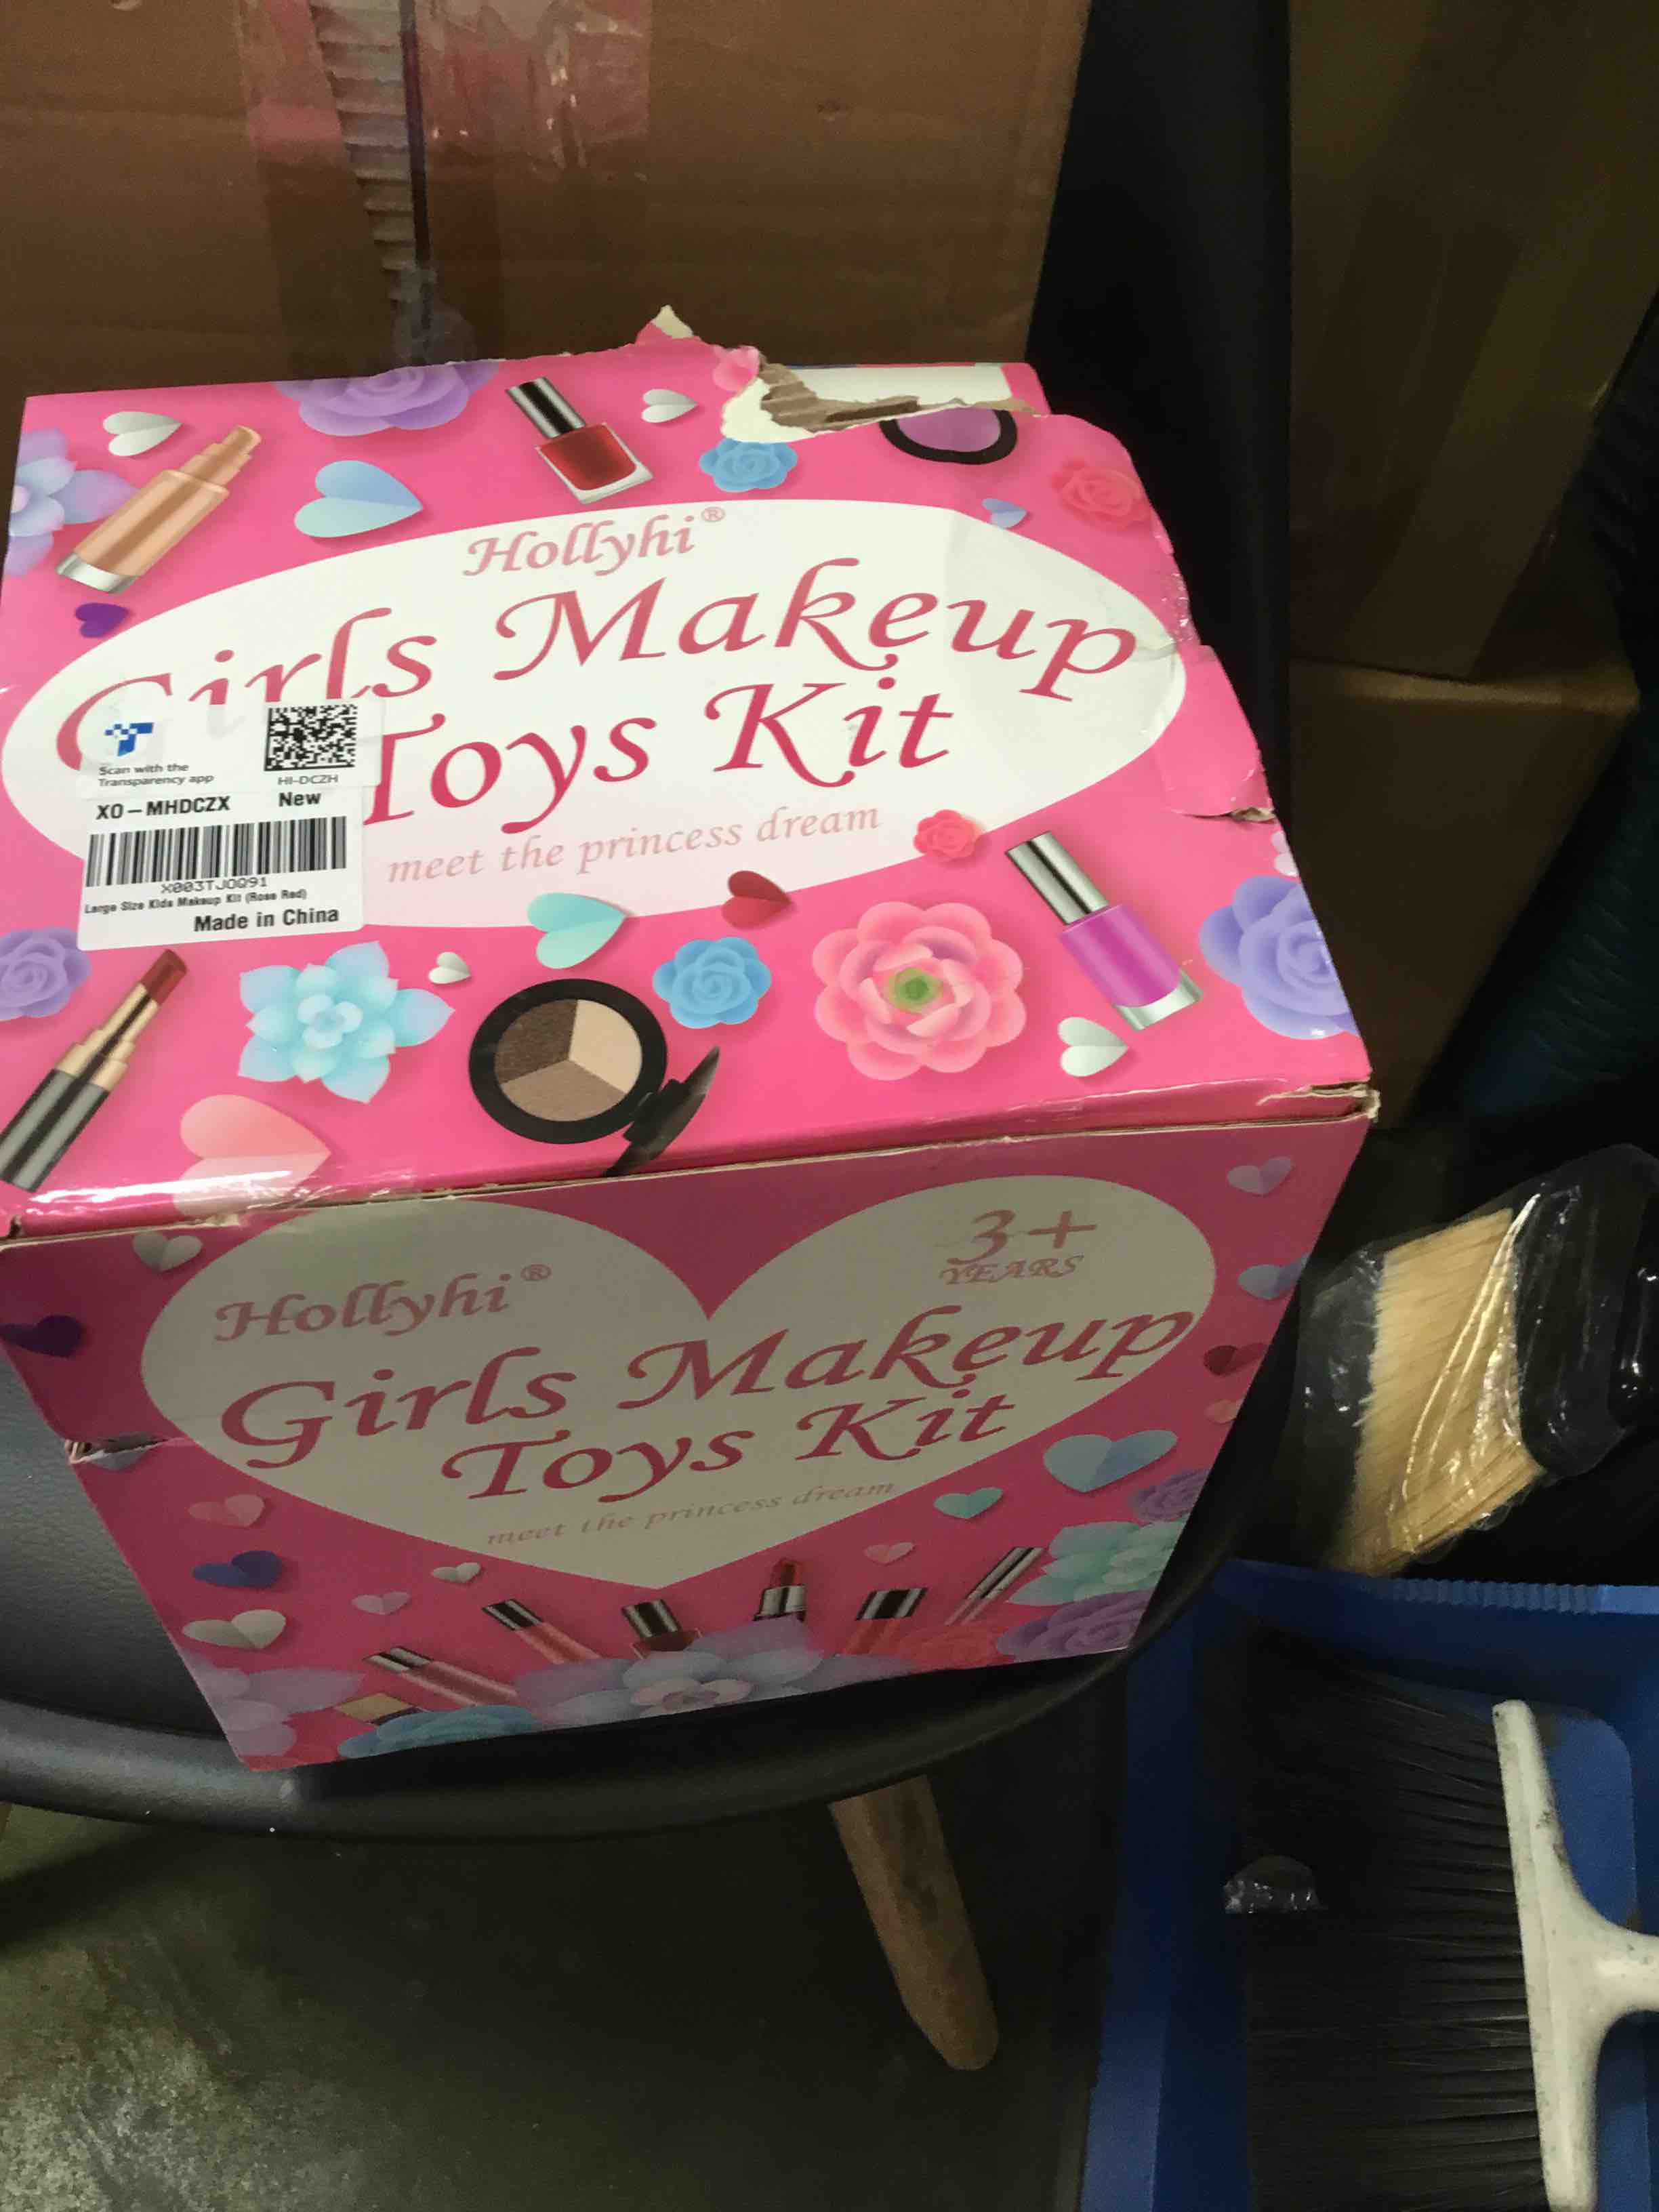 Hollyhi®
Girls Makeup
Toys Kit
meet the princess dream
Scan with the
Transparency app
HI-DCZH
XO-MHDCZX New
X003TJOQ91
Large Size Kids Makeup Kit (Rose Red)
Made in China
3+
YEARS
Hollyhi®
Girls Makeup
Toys Kit
meet the princess dream